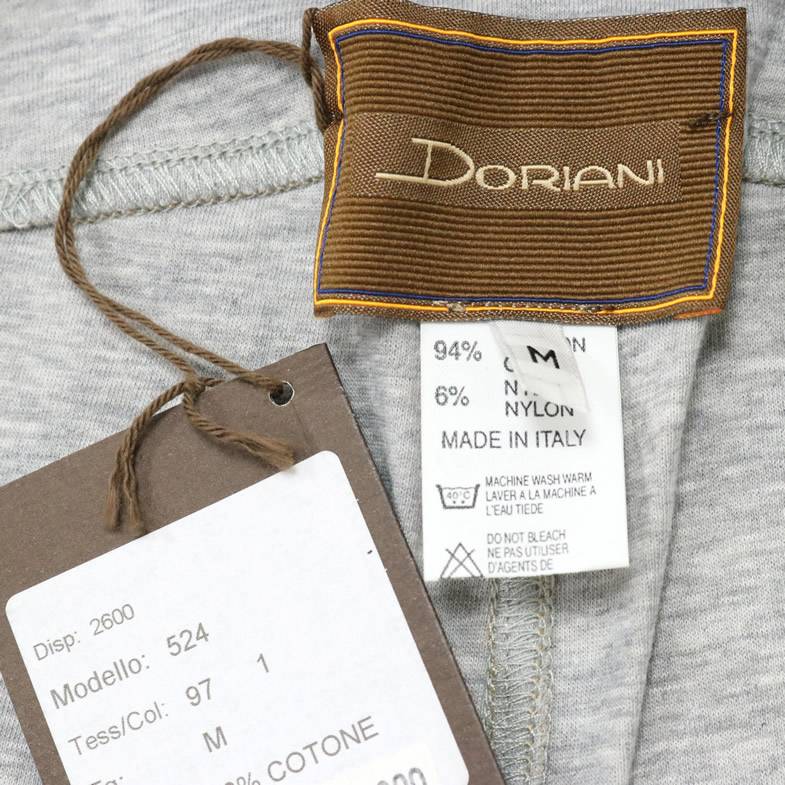 DORIANI
94%
M
6%
NYLON
MADE IN ITALY
40°C
MACHINE WASH WARM
LAVER A LA MACHINE A
L'EAU TIEDE
DO NOT BLEACH
NE PAS UTILISER
D'AGENTS DE
Disp: 2600
Modello: 524
Tess/Col: 97 1
M
COTONE